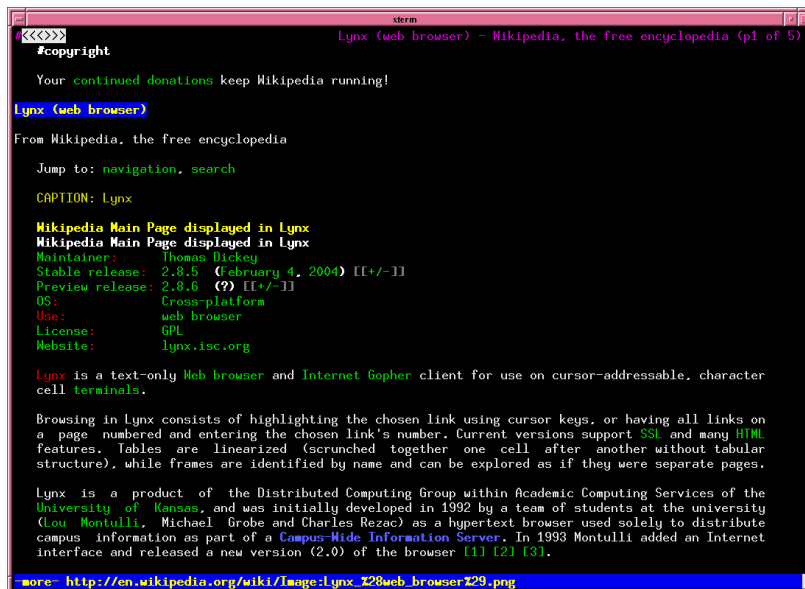 xterm
#<<<>>> Lynx (web browser) - Wikipedia, the free encyclopedia (p1 of 5)
#copyright
Your continued donations keep Wikipedia running!
Lynx (web browser)
From Wikipedia, the free encyclopedia
Jump to: navigation, search
CAPTION: Lynx
Wikipedia Main Page displayed in Lynx
Wikipedia Main Page displayed in Lynx
Maintainer: Thomas Dickey
Stable release: 2.8.5 (February 4, 2004) [[+/-]]
Preview release: 2.8.6 (?) [[+/-]]
OS: Cross-platform
Use: web browser
License: GPL
Website: lynx.isc.org
Lynx is a text-only Web browser and Internet Gopher client for use on cursor-addressable, character
cell terminals.
Browsing in Lynx consists of highlighting the chosen link using cursor keys, or having all links on
a page numbered and entering the chosen link's number. Current versions support SSL and many HTML
features. Tables are linearized (scrunched together one cell after another without tabular
structure), while frames are identified by name and can be explored as if they were separate pages.
Lynx is a product of the Distributed Computing Group within Academic Computing Services of the
University of Kansas, and was initially developed in 1992 by a team of students at the university
(Lou Montulli, Michael Grobe and Charles Rezac) as a hypertext browser used solely to distribute
campus information as part of a Campus-Wide Information Server. In 1993 Montulli added an Internet
interface and released a new version (2.0) of the browser [1] [2] [3].
-more- http://en.wikipedia.org/wiki/Image:Lynx_%28web_browser%29.png